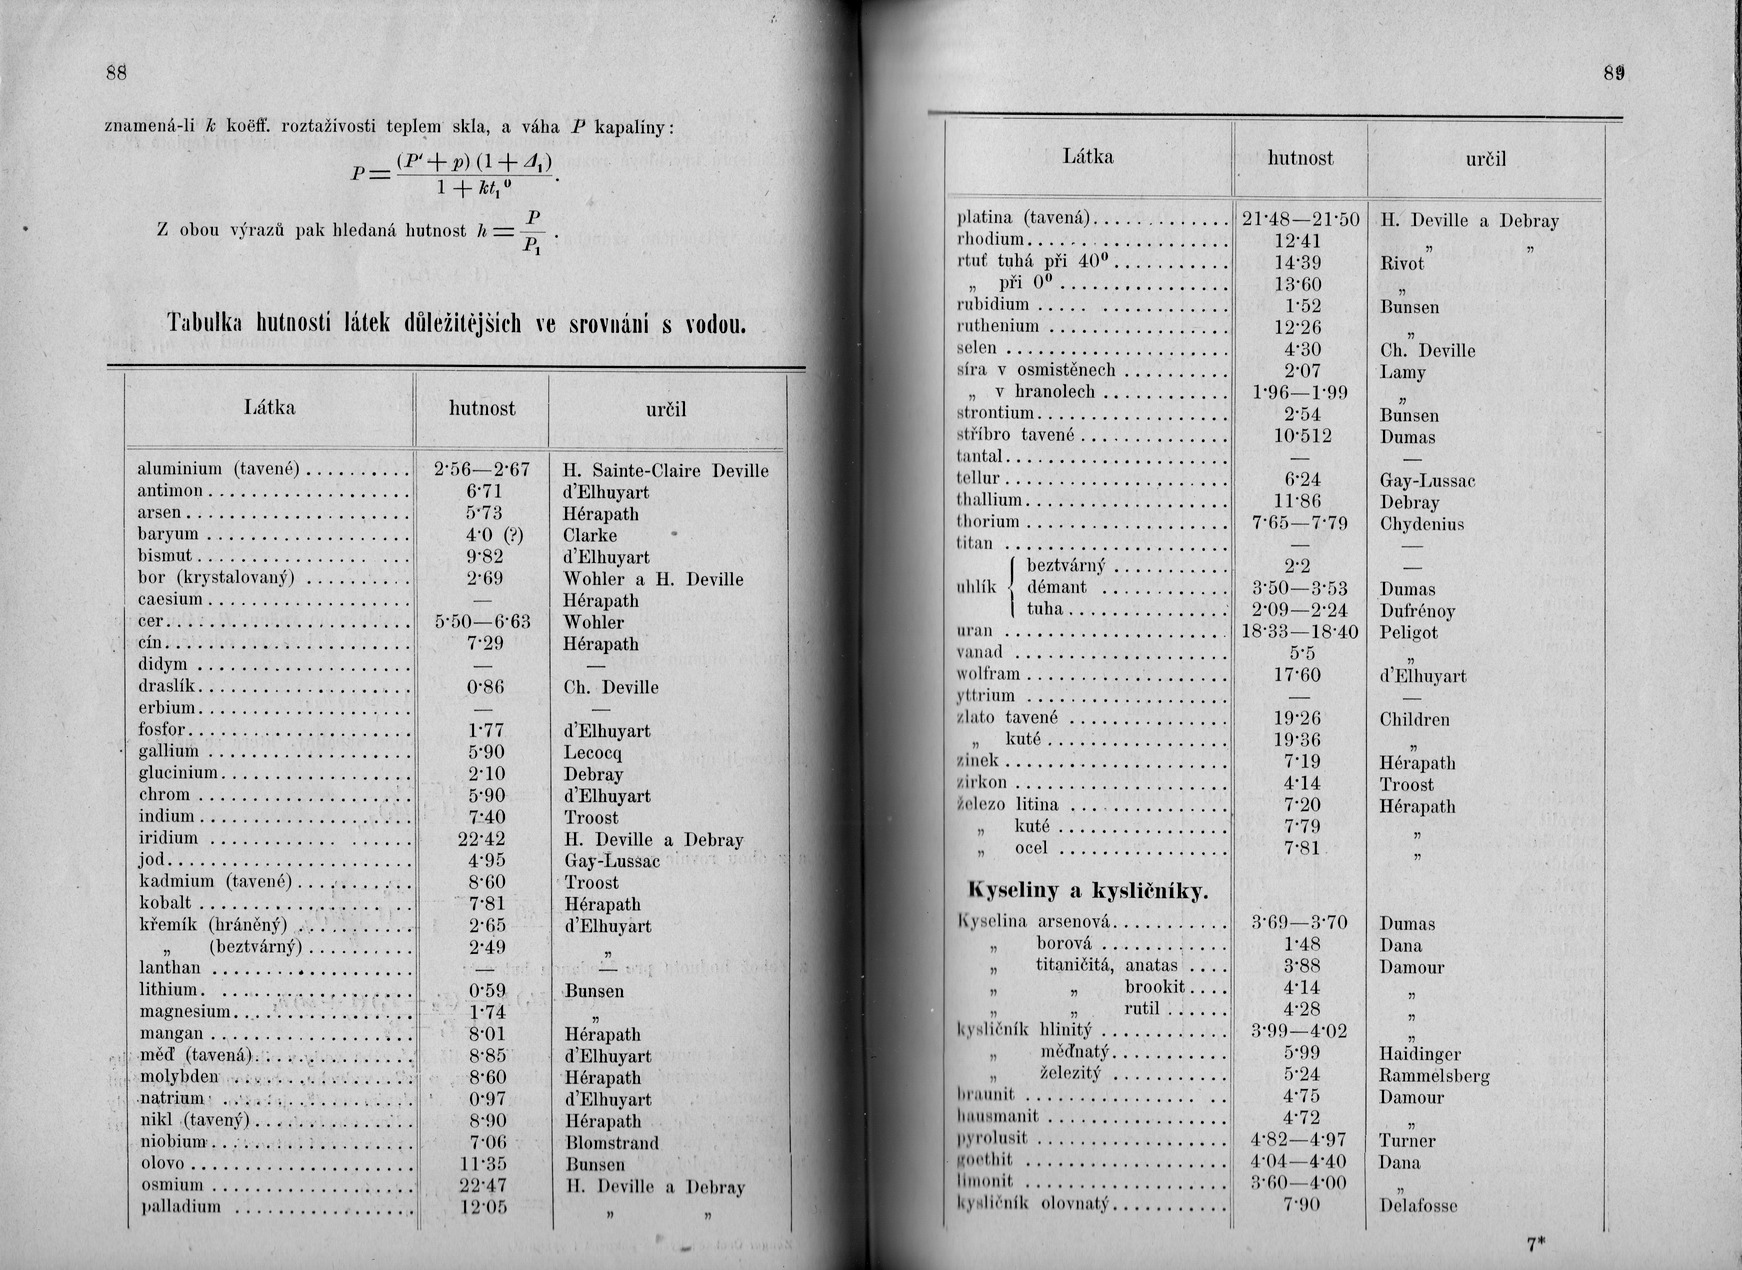 88
znamená-li k koëff. roztaživosti teplem skla, a váha P kapaliny:
P = (P' + p) (1 + Δ₁) / 1 + kt₁⁰ .
Z obou výrazů pak hledaná hutnost h = P / P₁ .
Tabulka hutností látek důležitějších ve srovnání s vodou.
Látka hutnost určil
aluminium (tavené) .......... 2·56—2·67 H. Sainte-Claire Deville
antimon ................... 6·71 d'Elhuyart
arsen ..................... 5·73 Hérapath
baryum ................... 4·0 (?) Clarke
bismut .................... 9·82 d'Elhuyart
bor (krystalovaný) .......... 2·69 Wohler a H. Deville
caesium ................... — Hérapath
cer ....................... 5·50—6·63 Wohler
cín ....................... 7·29 Hérapath
didym .................... — —
draslík .................... 0·86 Ch. Deville
erbium .................... — —
fosfor ..................... 1·77 d'Elhuyart
gallium ................... 5·90 Lecocq
glucinium .................. 2·10 Debray
chrom .................... 5·90 d'Elhuyart
indium .................... 7·40 Troost
iridium ................... 22·42 H. Deville a Debray
jod ....................... 4·95 Gay-Lussac
kadmium (tavené) ........... 8·60 Troost
kobalt .................... 7·81 Hérapath
křemík (hráněný) ........... 2·65 d'Elhuyart
„ (beztvárný) .......... 2·49 „
lanthan ................... — —
lithium .................... 0·59 Bunsen
magnesium ................. 1·74 „
mangan ................... 8·01 Hérapath
měď (tavená) ............... 8·85 d'Elhuyart
molybden ................. 8·60 Hérapath
natrium .................. 0·97 d'Elhuyart
nikl (tavený) ............... 8·90 Hérapath
niobium ................... 7·06 Blomstrand
olovo ..................... 11·35 Bunsen
osmium ................... 22·47 H. Deville a Debray
palladium ................. 12·05 „ „
89
Látka hutnost určil
platina (tavená) ............. 21·48—21·50 H. Deville a Debray
rhodium ................... 12·41 „ „
rtuť tuhá při 40⁰ ........... 14·39 Rivot
„ při 0⁰ ................ 13·60 „
rubidium .................. 1·52 Bunsen
ruthenium ................. 12·26 „
selen ..................... 4·30 Ch. Deville
síra v osmistěnech .......... 2·07 Lamy
„ v hranolech ............ 1·96—1·99 „
strontium .................. 2·54 Bunsen
stříbro tavené .............. 10·512 Dumas
tantal ..................... — —
tellur ..................... 6·24 Gay-Lussac
thallium ................... 11·86 Debray
thorium ................... 7·65—7·79 Chydenius
titan ..................... — —
beztvárný ........... 2·2 —
uhlík { démant ............ 3·50—3·53 Dumas
tuha ............... 2·09—2·24 Dufrénoy
uran ..................... 18·33—18·40 Peligot
vanad .................... 5·5 „
wolfram ................... 17·60 d'Elhuyart
yttrium ................... — —
zlato tavené ............... 19·26 Children
„ kuté ................. 19·36 „
zinek ..................... 7·19 Hérapath
zirkon .................... 4·14 Troost
železo litina ............... 7·20 Hérapath
„ kuté ................ 7·79 „
„ ocel ................ 7·81 „
Kyseliny a kysličníky.
Kyselina arsenová ........... 3·69—3·70 Dumas
„ borová ............ 1·48 Dana
„ titaničitá, anatas .... 3·88 Damour
„ „ brookit .... 4·14 „
„ „ rutil ...... 4·28 „
kysličník hlinitý ............ 3·99—4·02 „
„ měďnatý ........... 5·99 Haidinger
„ železitý ........... 5·24 Rammelsberg
braunit ................... 4·75 Damour
hausmanit ................. 4·72 „
pyrolusit .................. 4·82—4·97 Turner
goethit ................... 4·04—4·40 Dana
limonit ................... 3·60—4·00 „
kysličník olovnatý ........... 7·90 Delafosse
7*